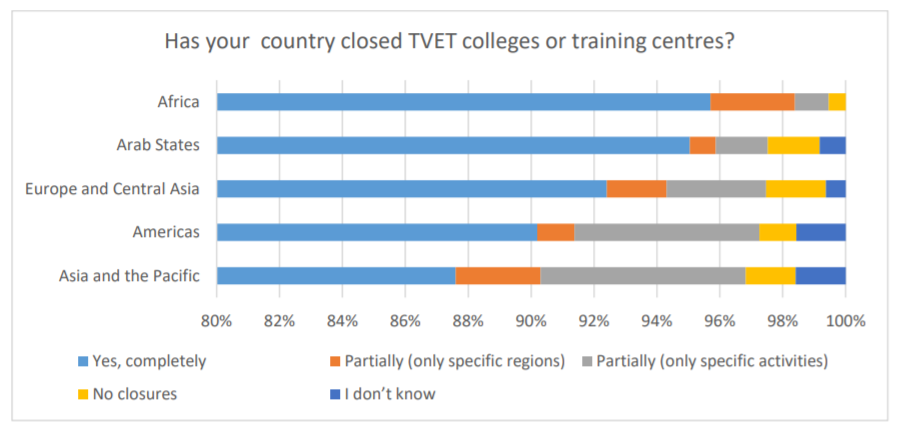 Has your country closed TVET colleges or training centres?
Africa
Arab States
Europe and Central Asia
Americas
Asia and the Pacific
80% 82% 84% 86% 88% 90% 92% 94% 96% 98% 100%
Yes, completely Partially (only specific regions) Partially (only specific activities)
No closures I don’t know